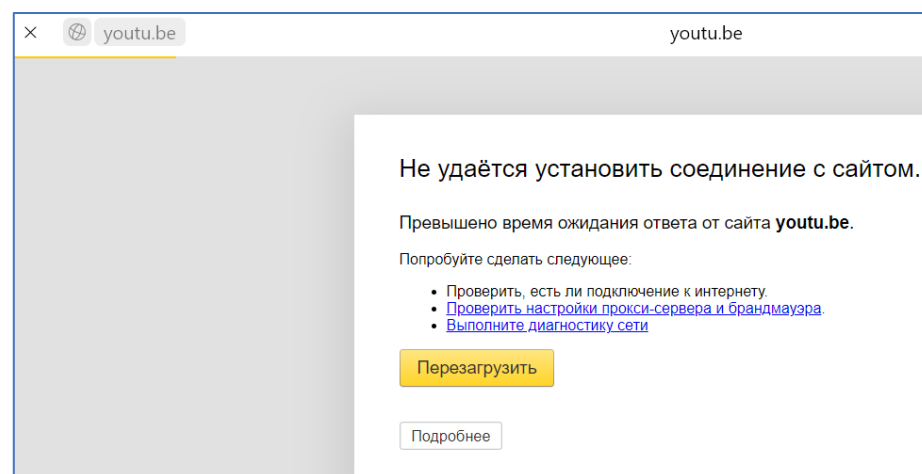 youtu.be youtu.be
Не удаётся установить соединение с сайтом.
Превышено время ожидания ответа от сайта youtu.be.
Попробуйте сделать следующее:
Проверить, есть ли подключение к интернету.
Проверить настройки прокси-сервера и брандмауэра.
Выполните диагностику сети
Перезагрузить
Подробнее